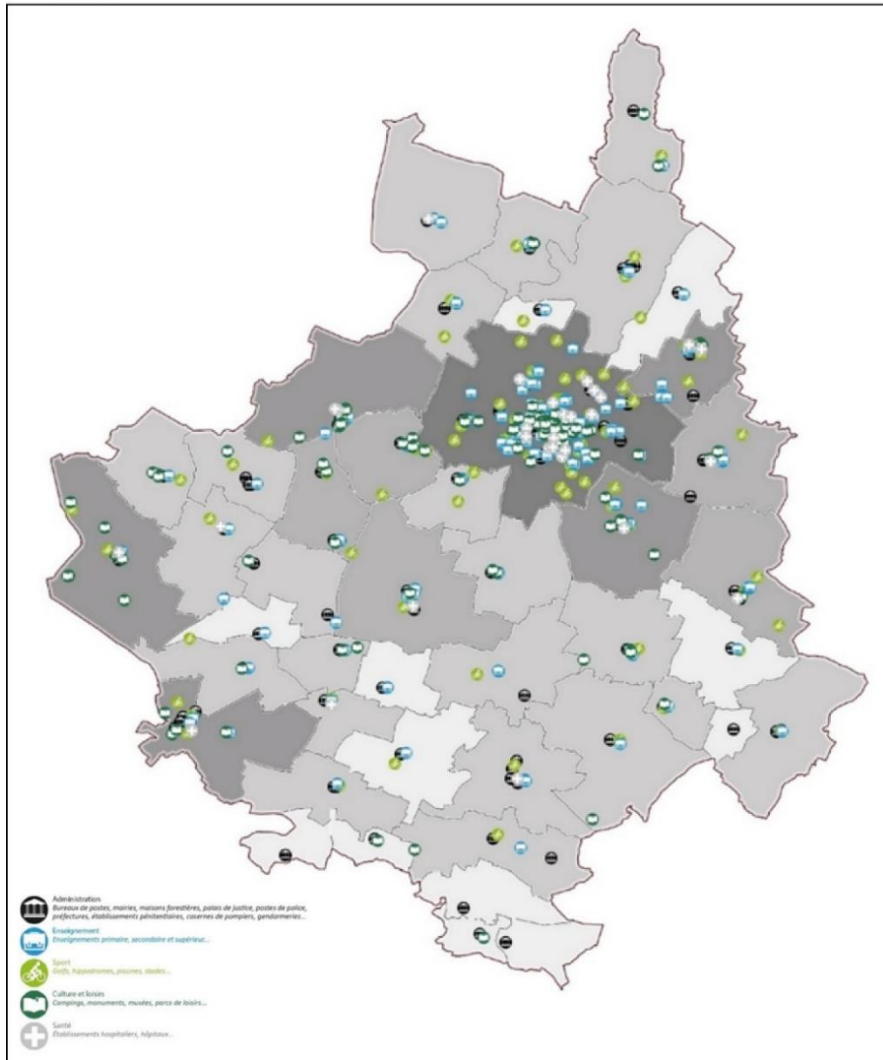 Administration
Bureaux de postes, mairies, maisons forestières, palais de justice, postes de police,
préfectures, établissements pénitentiaires, casernes de pompiers, gendarmeries...
Enseignement
Enseignements primaire, secondaire et supérieur...
Sport
Golfs, hippodromes, piscines, stades...
Culture et loisirs
Campings, monuments, musées, parcs de loisirs...
Santé
Établissements hospitaliers, hôpitaux...